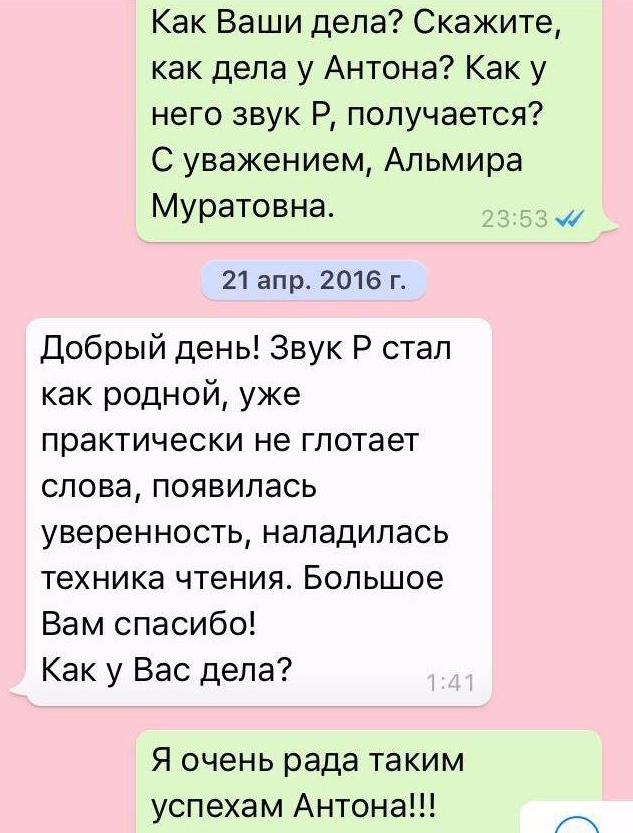 Как Ваши дела? Скажите,
как дела у Антона? Как у
него звук Р, получается?
С уважением, Альмира
Муратовна.
23:53
21 апр. 2016 г.
Добрый день! Звук Р стал
как родной, уже
практически не глотает
слова, появилась
уверенность, наладилась
техника чтения. Большое
Вам спасибо!
Как у Вас дела?
1:41
Я очень рада таким
успехам Антона!!!